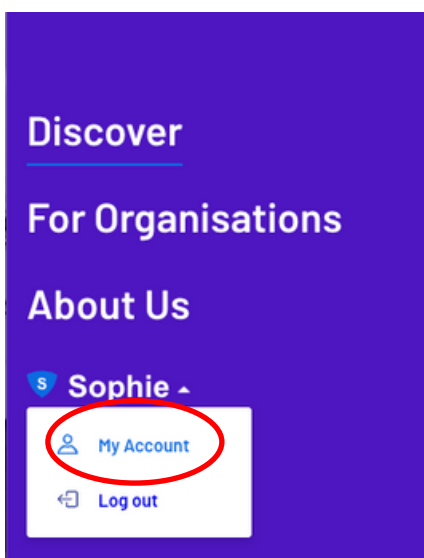 Discover
For Organisations
About Us
S Sophie
My Account
Log out